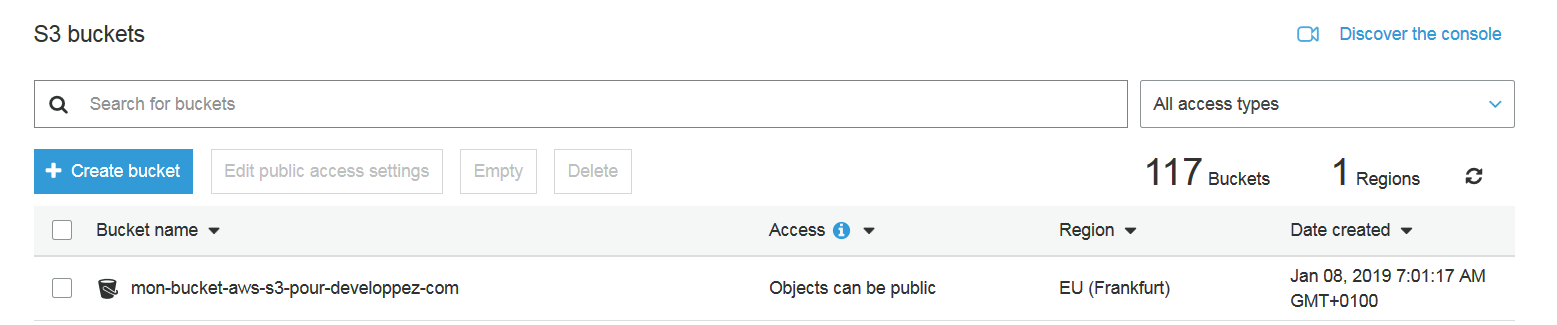 S3 buckets
Discover the console
Search for buckets
All access types
Create bucket
Edit public access settings
Empty
Delete
117 Buckets
1 Regions
Bucket name
Access
Region
Date created
mon-bucket-aws-s3-pour-developpez-com
Objects can be public
EU (Frankfurt)
Jan 08, 2019 7:01:17 AM
GMT+0100